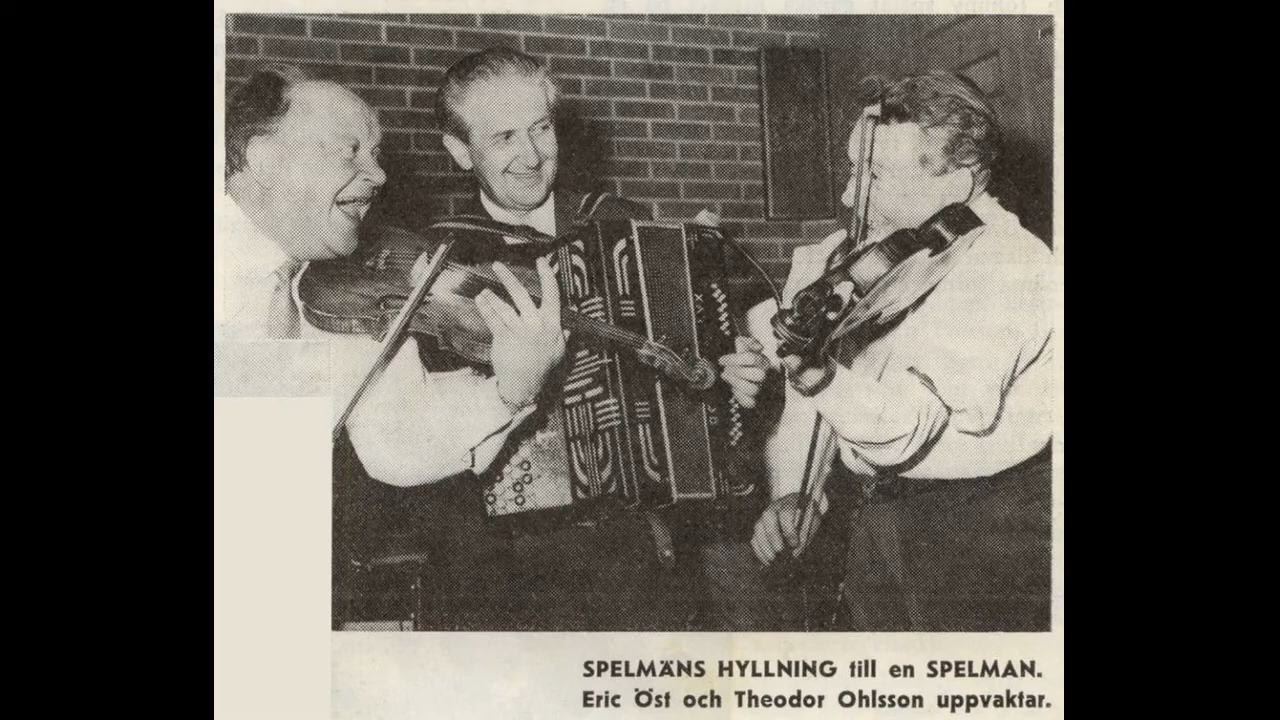 SPELMÄNS HYLLNING till en SPELMAN.
Eric Öst och Theodor Ohlsson uppvaktar.